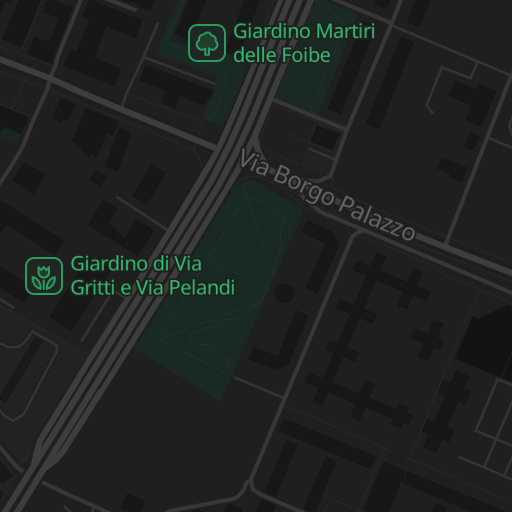 Giardino Martiri
delle Foibe
Via Borgo Palazzo
Giardino di Via
Gritti e Via Pelandi